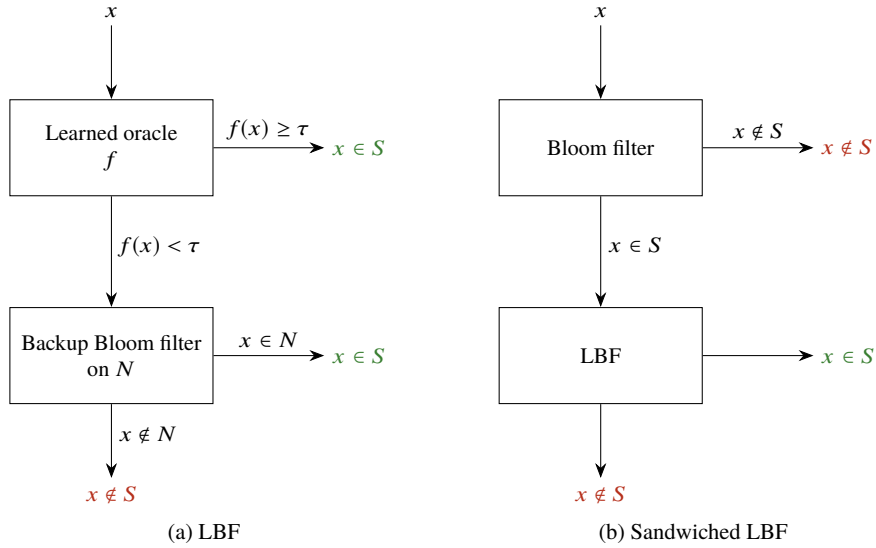 x
Learned oracle
f
f(x) ≥ τ
x ∈ S
f(x) < τ
Backup Bloom filter
on N
x ∈ N
x ∈ S
x ∉ N
x ∉ S
(a) LBF
x
Bloom filter
x ∉ S
x ∉ S
x ∈ S
LBF
x ∈ S
x ∉ S
(b) Sandwiched LBF